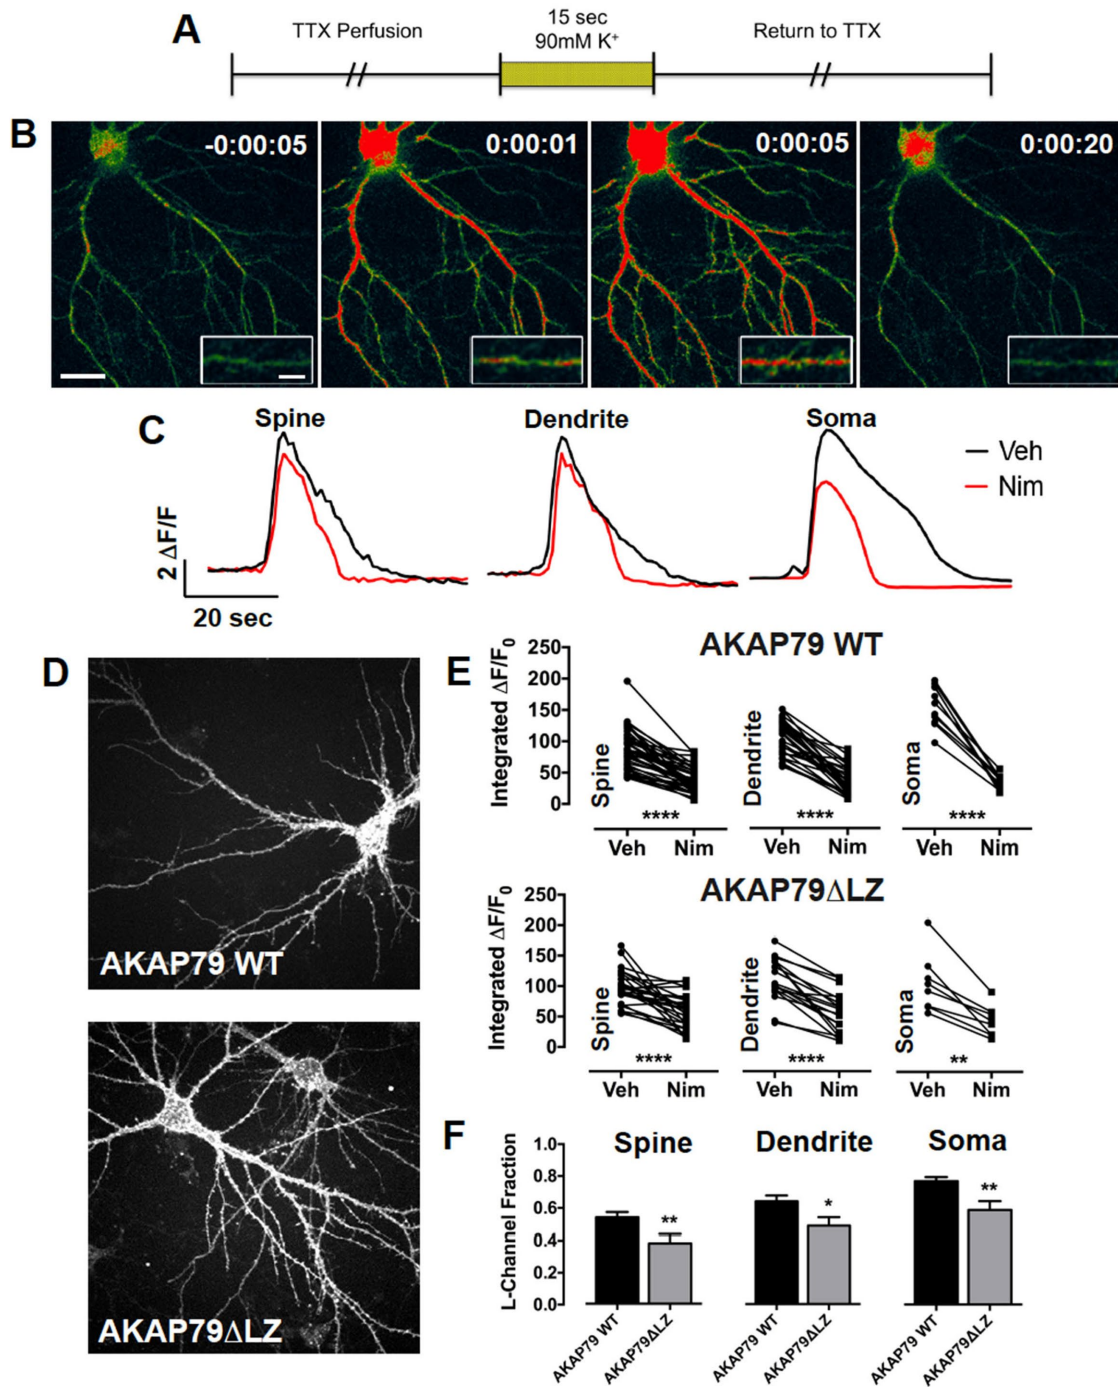 A
TTX Perfusion
15 sec
90mM K⁺
Return to TTX
B
-0:00:05
0:00:01
0:00:05
0:00:20
C
Spine
Dendrite
Soma
Veh
Nim
2 ΔF/F
20 sec
D
AKAP79 WT
AKAP79ΔLZ
E
AKAP79 WT
Integrated ΔF/F₀
250
200
150
100
50
0
Spine
Dendrite
Soma
****
****
****
Veh Nim
Veh Nim
Veh Nim
AKAP79ΔLZ
Integrated ΔF/F₀
250
200
150
100
50
0
Spine
Dendrite
Soma
****
****
**
Veh Nim
Veh Nim
Veh Nim
F
Spine
Dendrite
Soma
L-Channel Fraction
1.0
0.8
0.6
0.4
0.2
0.0
**
*
**
AKAP79 WT
AKAP79ΔLZ
AKAP79 WT
AKAP79ΔLZ
AKAP79 WT
AKAP79ΔLZ